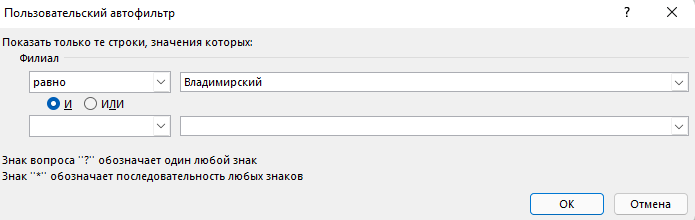 Пользовательский автофильтр ?
Показать только те строки, значения которых:
Филиал
равно Владимирский
И ИЛИ
Знак вопроса "?" обозначает один любой знак
Знак "*" обозначает последовательность любых знаков
ОК Отмена